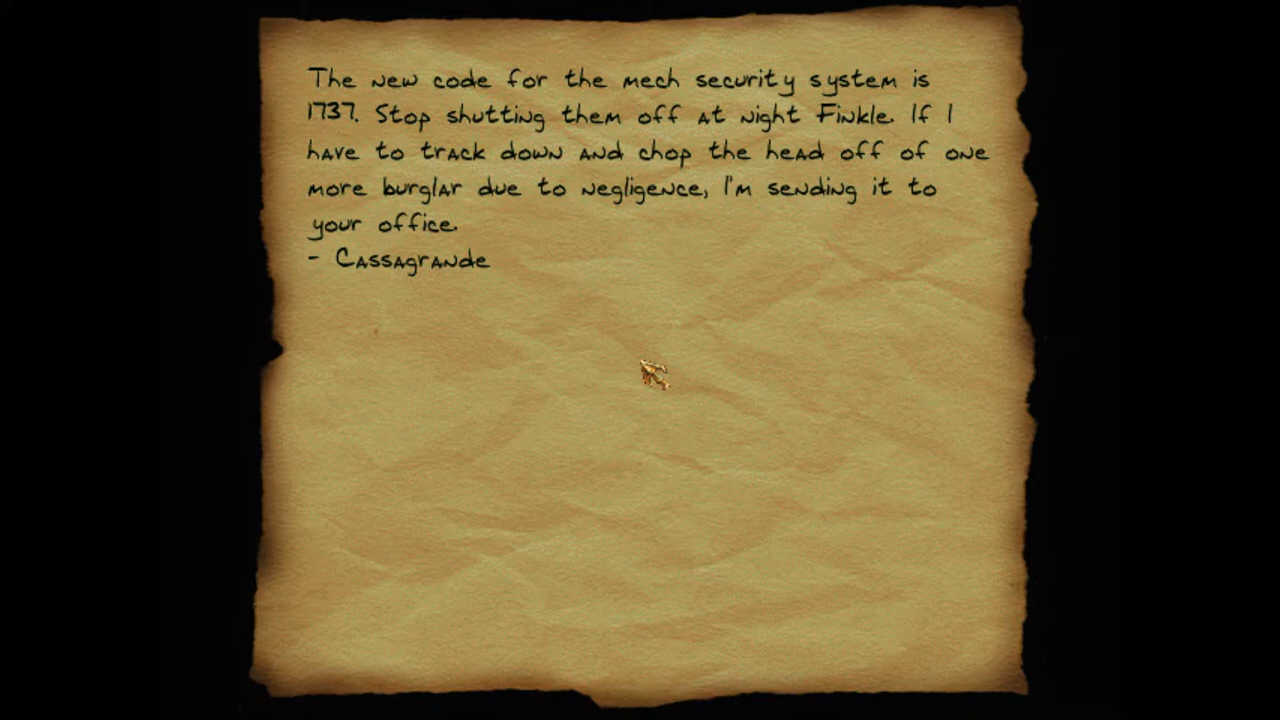 The new code for the mech security system is
1737. Stop shutting them off at night Finkle. If I
have to track down and chop the head off of one
more burglar due to negligence, I'm sending it to
your office.
- Cassagrande